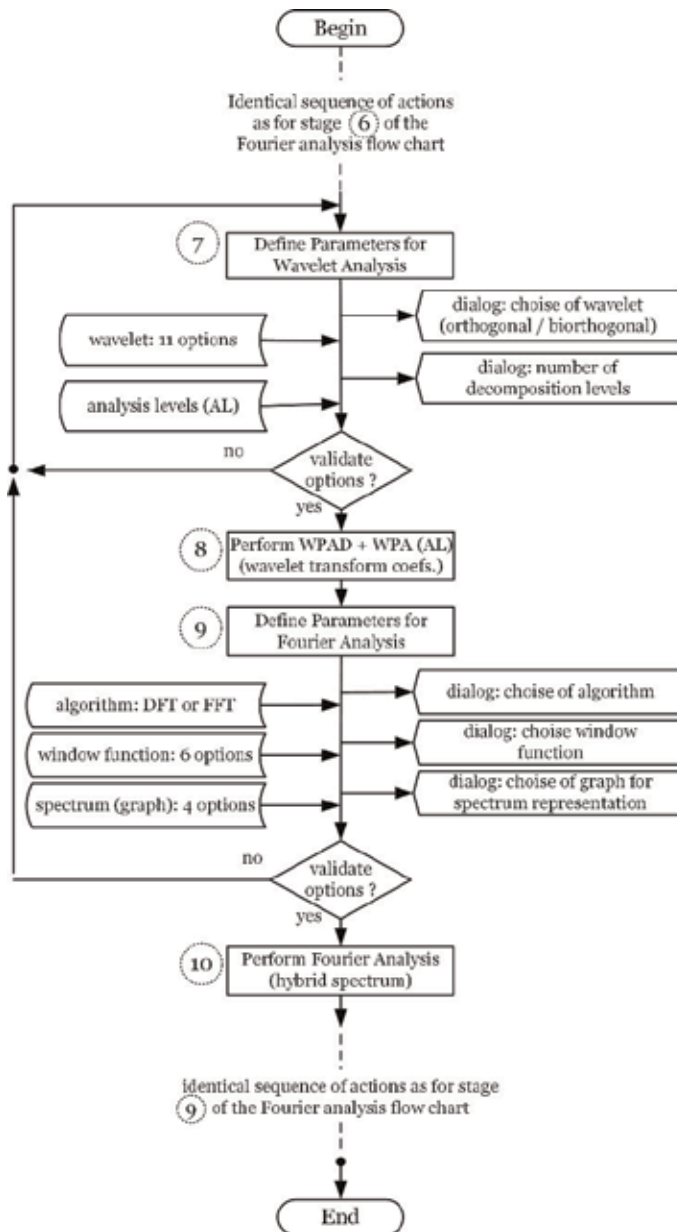 Begin
Identical sequence of actions
as for stage 6 of the
Fourier analysis flow chart
7
Define Parameters for
Wavelet Analysis
dialog: choise of wavelet
(orthogonal / biorthogonal)
wavelet: 11 options
dialog: number of
decomposition levels
analysis levels (AL)
no
validate
options ?
yes
8
Perform WPAD + WPA (AL)
(wavelet transform coefs.)
9
Define Parameters for
Fourier Analysis
algorithm: DFT or FFT
dialog: choise of algorithm
window function: 6 options
dialog: choise window
function
spectrum (graph): 4 options
dialog: choise of graph for
spectrum representation
no
validate
options ?
yes
10
Perform Fourier Analysis
(hybrid spectrum)
identical sequence of actions as for stage
9 of the Fourier analysis flow chart
End